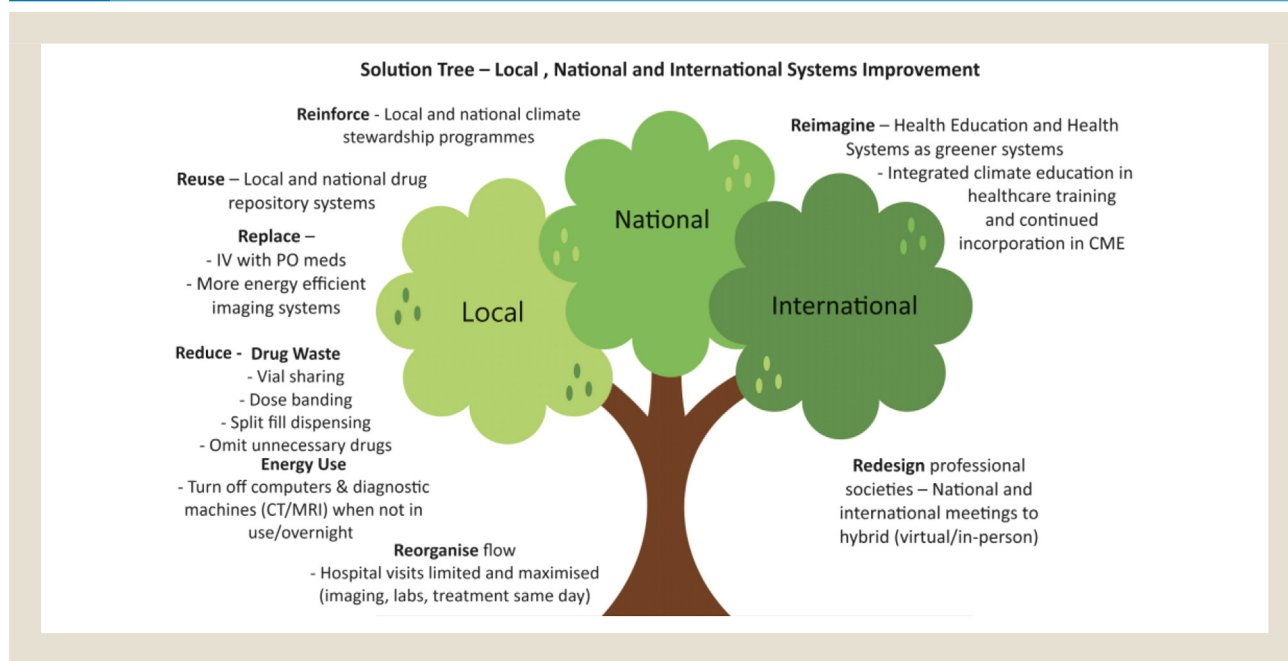 Solution Tree – Local , National and International Systems Improvement
Reinforce - Local and national climate
stewardship programmes
Reuse – Local and national drug
repository systems
Replace –
- IV with PO meds
- More energy efficient
imaging systems
Reduce - Drug Waste
- Vial sharing
- Dose banding
- Split fill dispensing
- Omit unnecessary drugs
Energy Use
- Turn off computers & diagnostic
machines (CT/MRI) when not in
use/overnight
Reorganise flow
- Hospital visits limited and maximised
(imaging, labs, treatment same day)
Local
National
International
Reimagine – Health Education and Health
Systems as greener systems
- Integrated climate education in
healthcare training
and continued
incorporation in CME
Redesign professional
societies – National and
international meetings to
hybrid (virtual/in-person)